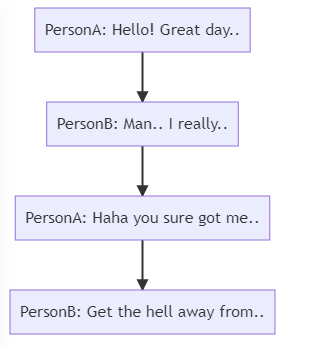 PersonA: Hello! Great day..
PersonB: Man.. I really..
PersonA: Haha you sure got me..
PersonB: Get the hell away from..